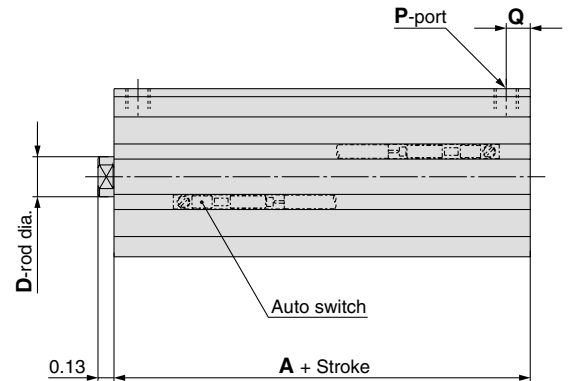 P-port
Q
D-rod dia.
Auto switch
0.13
A + Stroke